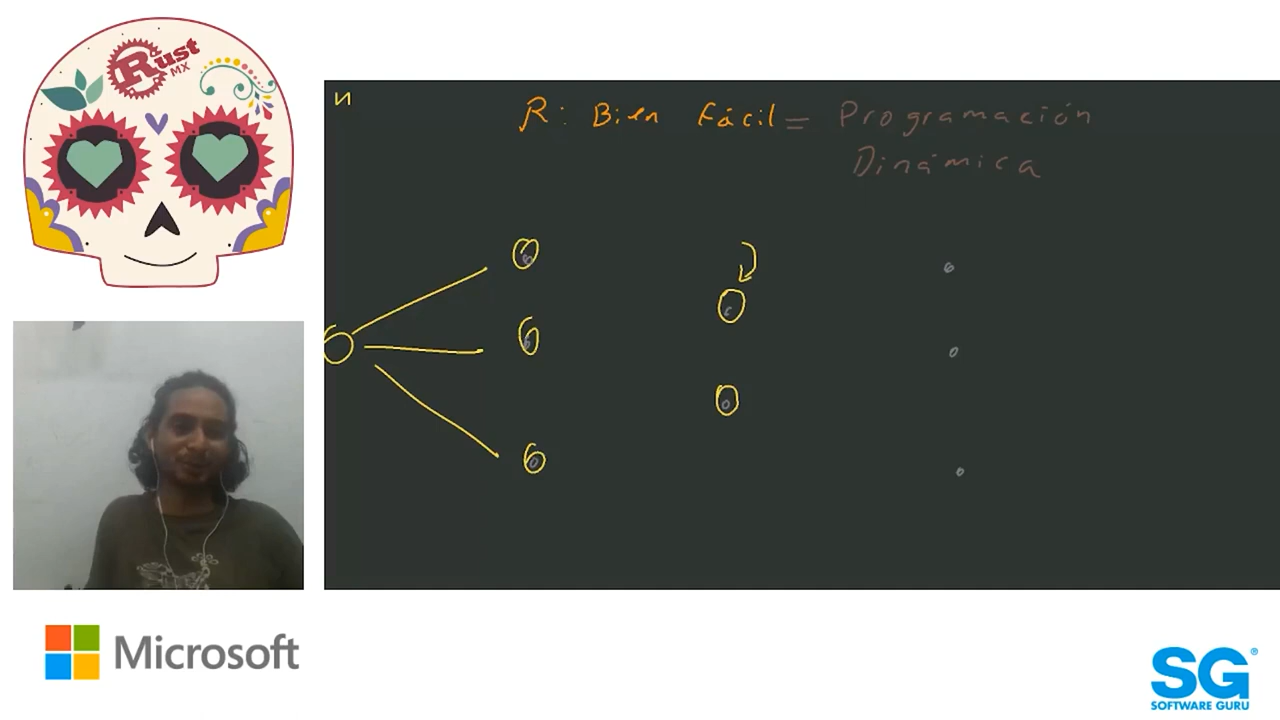 Rust
MX
R: Bien Fácil = Programación
Dinámica
Microsoft
SG
SOFTWARE GURU